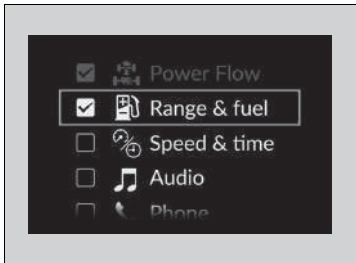 Power Flow
Range & fuel
Speed & time
Audio
Phone